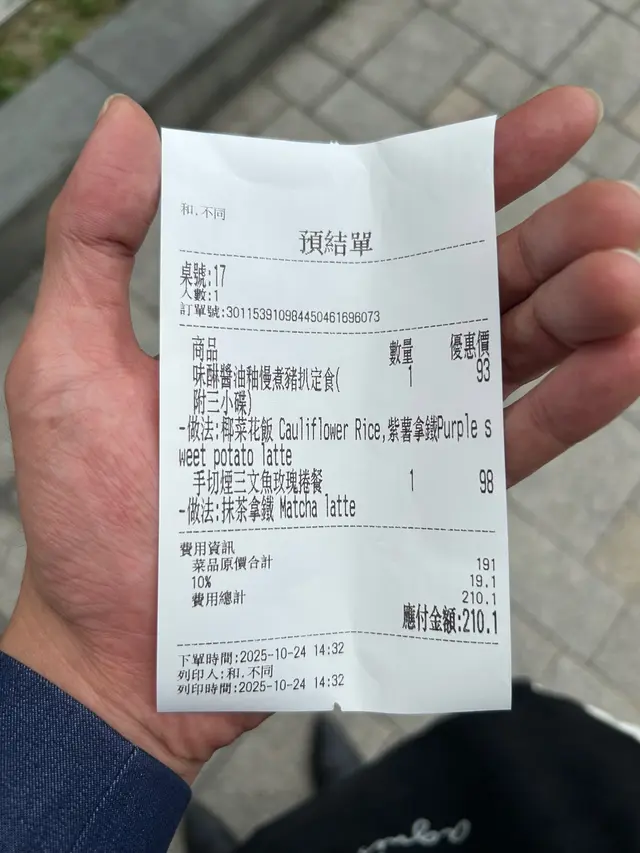 和.不同
預結單
桌號:17
人數:1
訂單號:301153910984450461696073
商品 數量 優惠價
味醂醬油秞慢煮豬扒定食( 1 93
附三小碟)
-做法:椰菜花飯 Cauliflower Rice,紫薯拿鐵Purple s
weet potato latte
手切煙三文魚玫瑰捲餐 1 98
-做法:抹茶拿鐵 Matcha latte
費用資訊
菜品原價合計 191
10% 19.1
費用總計 210.1
應付金額:210.1
下單時間:2025-10-24 14:32
列印人:和.不同
列印時間:2025-10-24 14:32